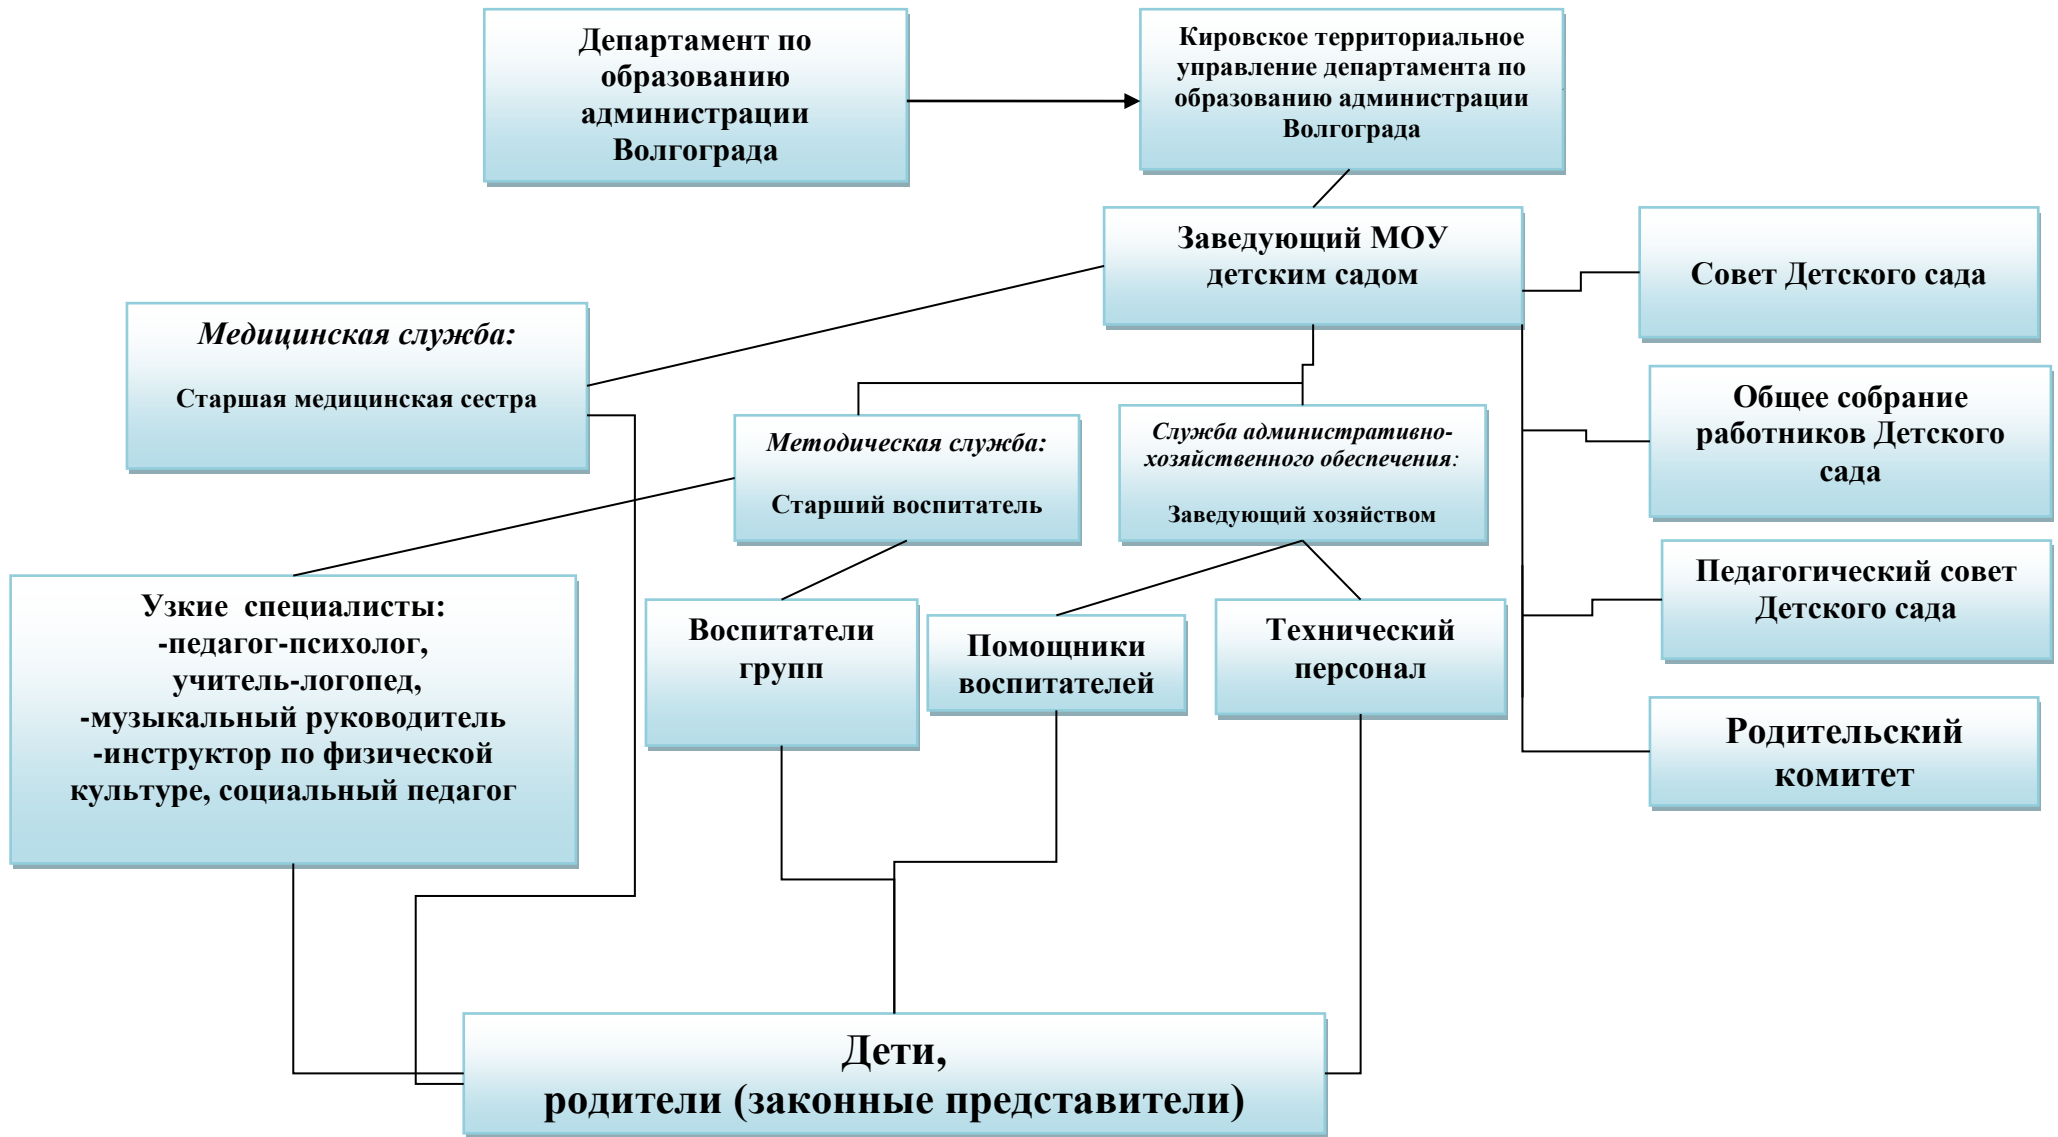 Департамент по
образованию
администрации
Волгограда
Кировское территориальное
управление департамента по
образованию администрации
Волгограда
Заведующий МОУ
детским садом
Совет Детского сада
Медицинская служба:
Старшая медицинская сестра
Общее собрание
работников Детского
сада
Методическая служба:
Старший воспитатель
Служба административно-
хозяйственного обеспечения:
Заведующий хозяйством
Педагогический совет
Детского сада
Узкие специалисты:
-педагог-психолог,
учитель-логопед,
-музыкальный руководитель
-инструктор по физической
культуре, социальный педагог
Воспитатели
групп
Помощники
воспитателей
Технический
персонал
Родительский
комитет
Дети,
родители (законные представители)